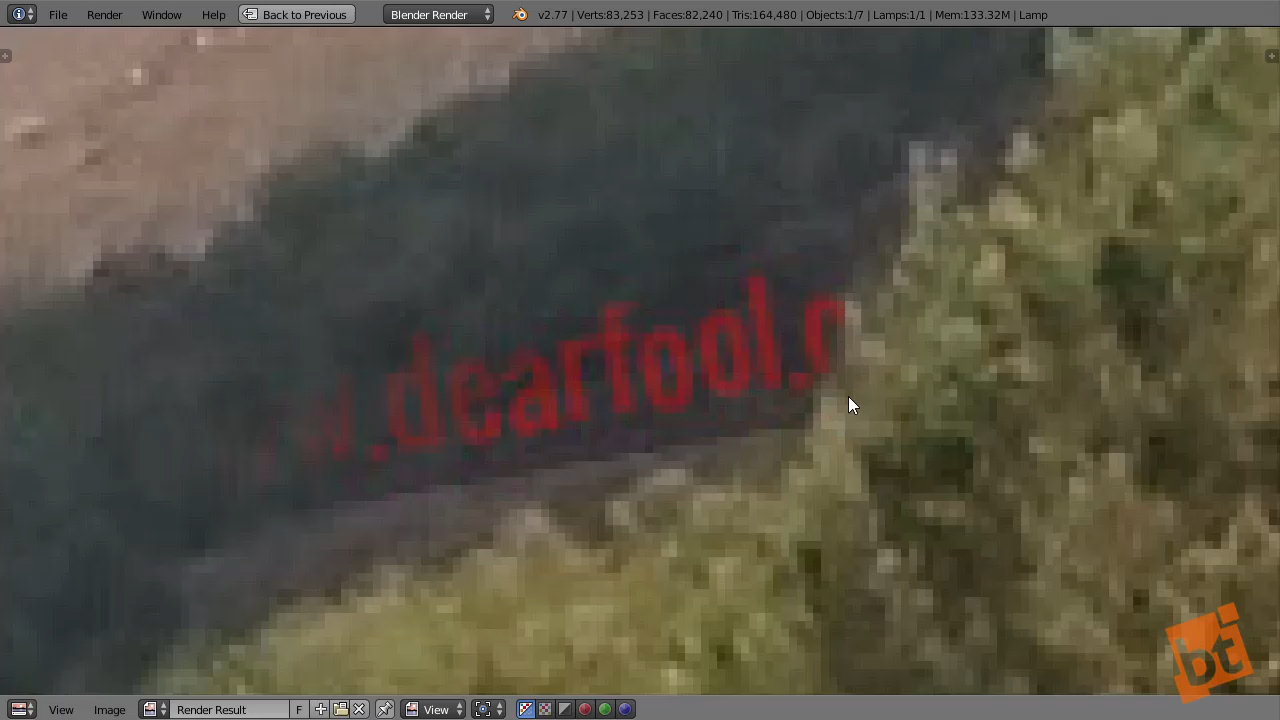 File Render Window Help Back to Previous Blender Render v2.77 | Verts:83,253 | Faces:82,240 | Tris:164,480 | Objects:1/7 | Lamps:1/1 | Mem:133.32M | Lamp
w.dearfool.c
bt
View Image Render Result F View